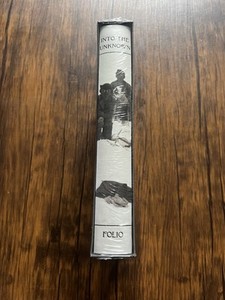 INTO THE
UNKNOWN
FOLIO